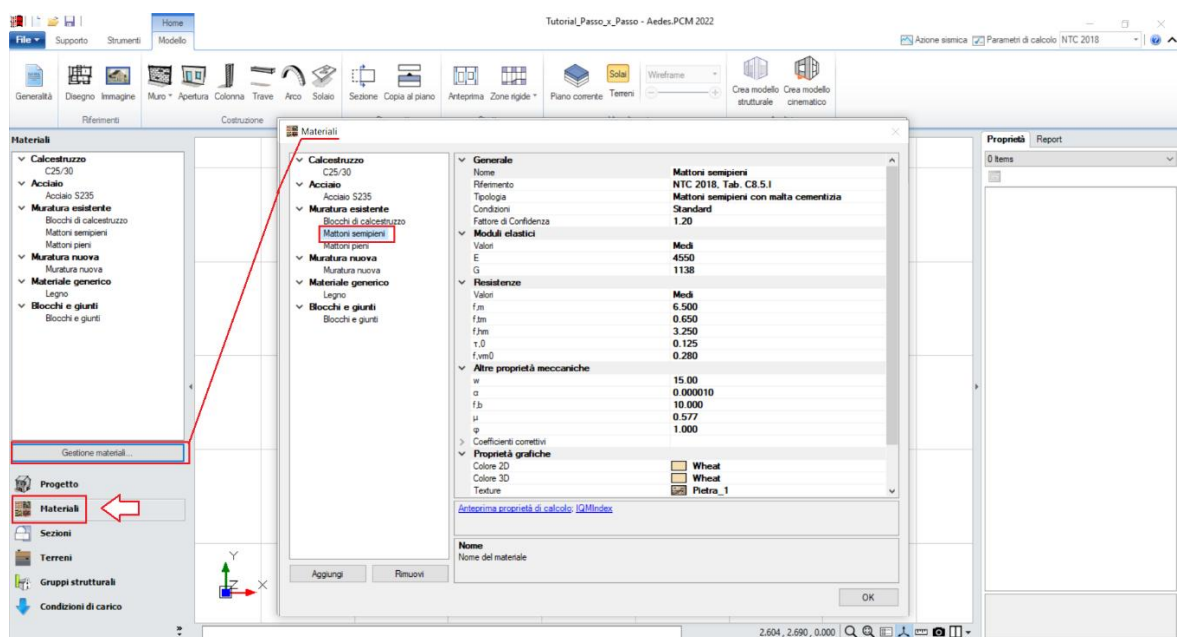 Home
Tutorial_Passo_x_Passo - Aedes.PCM 2022
File Supporto Strumenti Modello
Azione sismica Parametri di calcolo NTC 2018
Generalità Disegno Immagine Muro Apertura Colonna Trave Arco Solaio Sezione Copia al piano Anteprima Zone rigide Piano corrente Solai Terreni Wireframe Crea modello strutturale Crea modello cinematico
Riferimenti Costruzione
Materiali
Calcestruzzo
C25/30
Acciaio
Acciaio S235
Muratura esistente
Blocchi di calcestruzzo
Mattoni semipieni
Mattoni pieni
Muratura nuova
Muratura nuova
Materiale generico
Legno
Blocchi e giunti
Blocchi e giunti
Gestione materiali...
Progetto
Materiali
Sezioni
Terreni
Gruppi strutturali
Condizioni di carico
Materiali
Calcestruzzo
C25/30
Acciaio
Acciaio S235
Muratura esistente
Blocchi di calcestruzzo
Mattoni semipieni
Mattoni pieni
Muratura nuova
Muratura nuova
Materiale generico
Legno
Blocchi e giunti
Blocchi e giunti
Aggiungi Rimuovi
Generale
Nome Mattoni semipieni
Riferimento NTC 2018, Tab. C8.5.I
Tipologia Mattoni semipieni con malta cementizia
Condizioni Standard
Fattore di Confidenza 1.20
Moduli elastici
Valori Medi
E 4550
G 1138
Resistenze
Valori Medi
f,m 6.500
f,tm 0.650
f,hm 3.250
τ,0 0.125
f,vm0 0.280
Altre proprietà meccaniche
w 15.00
α 0.000010
f,b 10.000
μ 0.577
φ 1.000
Coefficienti correttivi
Proprietà grafiche
Colore 2D Wheat
Colore 3D Wheat
Texture Pietra_1
Anteprima proprietà di calcolo; IQMIndex
Nome
Nome del materiale
OK
Proprietà Report
0 Items
Y
Z X
2.604 , 2.690, 0.000